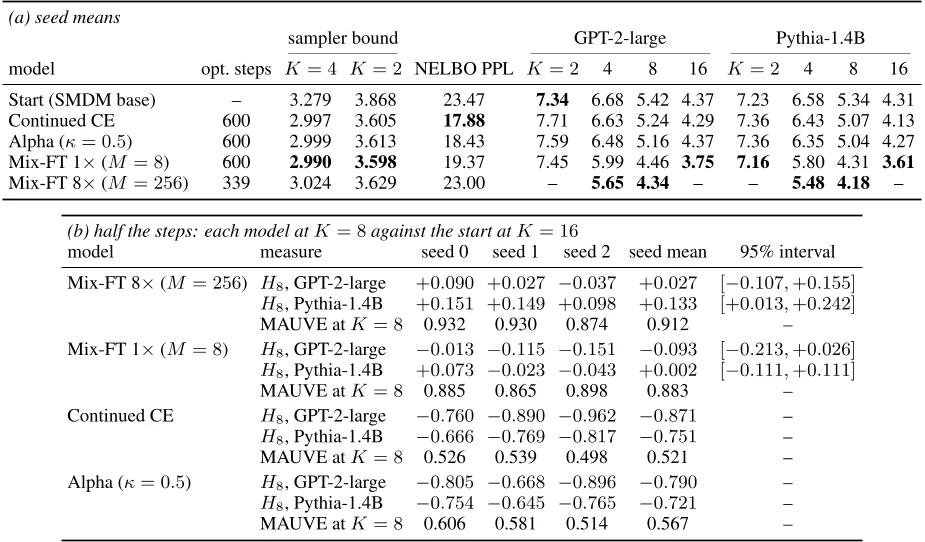 (a) seed means
sampler bound GPT-2-large Pythia-1.4B
model opt. steps K = 4 K = 2 NELBO PPL K = 2 4 8 16 K = 2 4 8 16
Start (SMDM base) – 3.279 3.868 23.47 7.34 6.68 5.42 4.37 7.23 6.58 5.34 4.31
Continued CE 600 2.997 3.605 17.88 7.71 6.63 5.24 4.29 7.36 6.43 5.07 4.13
Alpha (κ = 0.5) 600 2.999 3.613 18.43 7.59 6.48 5.16 4.37 7.36 6.35 5.04 4.27
Mix-FT 1× (M = 8) 600 2.990 3.598 19.37 7.45 5.99 4.46 3.75 7.16 5.80 4.31 3.61
Mix-FT 8× (M = 256) 339 3.024 3.629 23.00 – 5.65 4.34 – – 5.48 4.18 –
(b) half the steps: each model at K = 8 against the start at K = 16
model measure seed 0 seed 1 seed 2 seed mean 95% interval
Mix-FT 8× (M = 256) H₈, GPT-2-large +0.090 +0.027 −0.037 +0.027 [−0.107, +0.155]
H₈, Pythia-1.4B +0.151 +0.149 +0.098 +0.133 [+0.013, +0.242]
MAUVE at K = 8 0.932 0.930 0.874 0.912 –
Mix-FT 1× (M = 8) H₈, GPT-2-large −0.013 −0.115 −0.151 −0.093 [−0.213, +0.026]
H₈, Pythia-1.4B +0.073 −0.023 −0.043 +0.002 [−0.111, +0.111]
MAUVE at K = 8 0.885 0.865 0.898 0.883 –
Continued CE H₈, GPT-2-large −0.760 −0.890 −0.962 −0.871 –
H₈, Pythia-1.4B −0.666 −0.769 −0.817 −0.751 –
MAUVE at K = 8 0.526 0.539 0.498 0.521 –
Alpha (κ = 0.5) H₈, GPT-2-large −0.805 −0.668 −0.896 −0.790 –
H₈, Pythia-1.4B −0.754 −0.645 −0.765 −0.721 –
MAUVE at K = 8 0.606 0.581 0.514 0.567 –